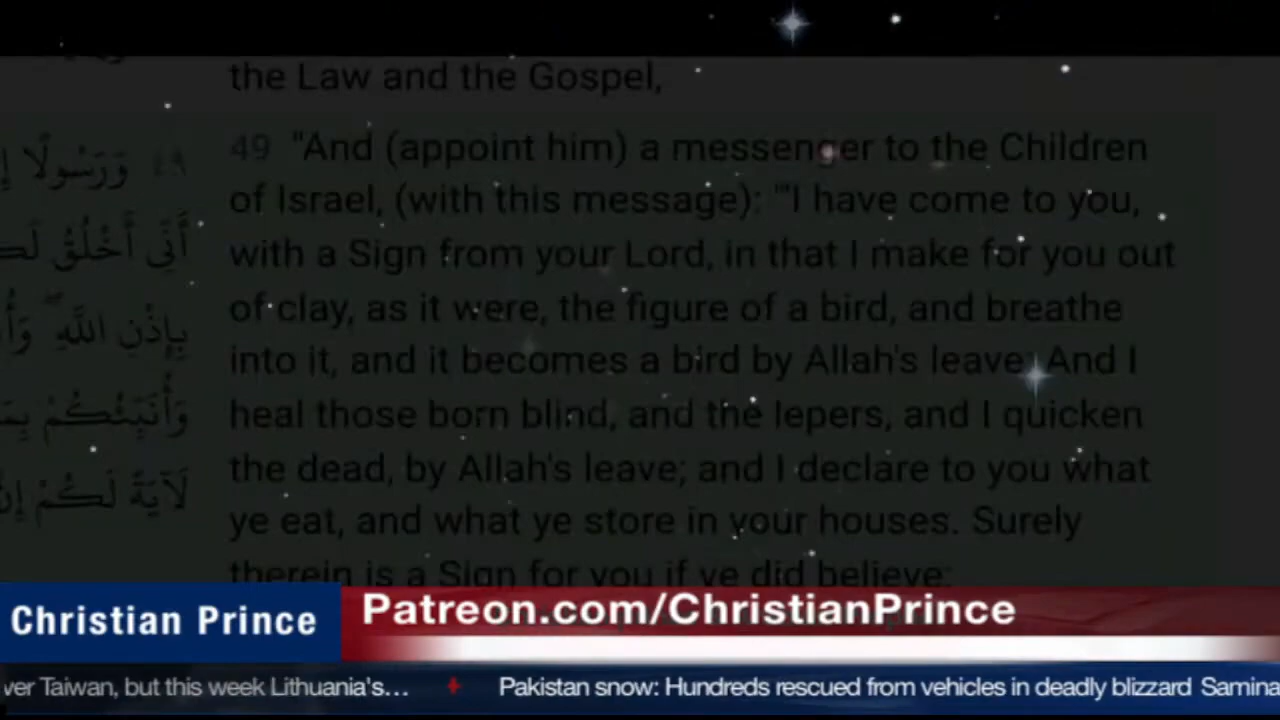 the Law and the Gospel,
49 "And (appoint him) a messenger to the Children
of Israel, (with this message): "'I have come to you,
with a Sign from your Lord, in that I make for you out
of clay, as it were, the figure of a bird, and breathe
into it, and it becomes a bird by Allah's leave: And I
heal those born blind, and the lepers, and I quicken
the dead, by Allah's leave; and I declare to you what
ye eat, and what ye store in your houses. Surely
therein is a Sign for you if ye did believe;
٤٩ وَرَسُولًا
أَنِّي أَخْلُقُ
بِإِذْنِ اللَّهِ ۖ
وَأُنَبِّئُكُمْ
لَآيَةً لَكُمْ
Christian Prince
Patreon.com/ChristianPrince
ver Taiwan, but this week Lithuania's... Pakistan snow: Hundreds rescued from vehicles in deadly blizzard Samina